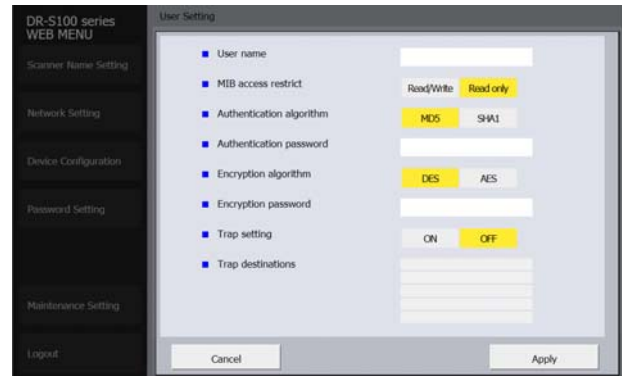 DR-S100 series
WEB MENU
Scanner Name Setting
Network Setting
Device Configuration
Password Setting
Maintenance Setting
Logout
User Setting
User name
MIB access restrict
Read/Write Read only
Authentication algorithm
MD5 SHA1
Authentication password
Encryption algorithm
DES AES
Encryption password
Trap setting
ON OFF
Trap destinations
Cancel
Apply